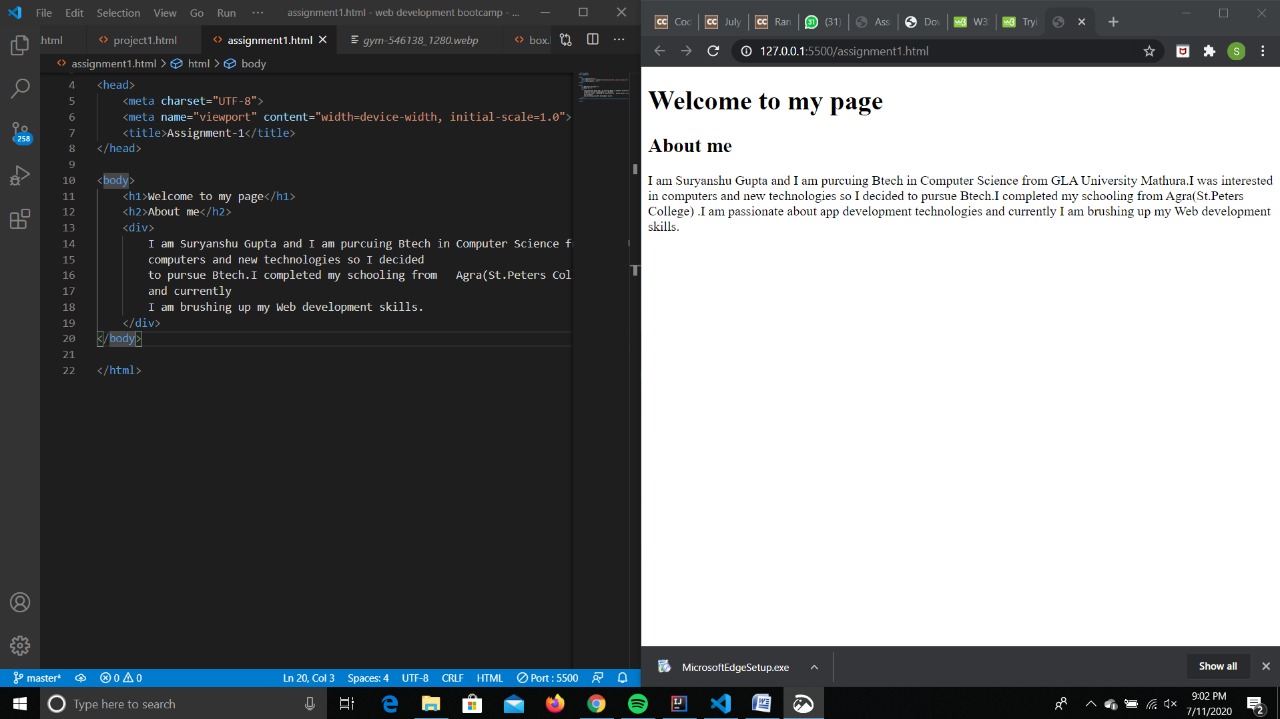 File Edit Selection View Go Run ··· assignment1.html - web development bootcamp - ...
.html project1.html assignment1.html gym-546138_1280.webp box.
assignment1.html > html > body
4 <head>
5 <meta charset="UTF-8">
6 <meta name="viewport" content="width=device-width, initial-scale=1.0">
7 <title>Assignment-1</title>
8 </head>
9
10 <body>
11 <h1>Welcome to my page</h1>
12 <h2>About me</h2>
13 <div>
14 I am Suryanshu Gupta and I am purcuing Btech in Computer Science f
15 computers and new technologies so I decided
16 to pursue Btech.I completed my schooling from Agra(St.Peters Col
17 and currently
18 I am brushing up my Web development skills.
19 </div>
20 </body>
21
22 </html>
258
master* 0 0 Ln 20, Col 3 Spaces: 4 UTF-8 CRLF HTML Port : 5500
CC Coc CC July CC Ran (31) Ass Dov W3 Tryi
127.0.0.1:5500/assignment1.html S
Welcome to my page
About me
I am Suryanshu Gupta and I am purcuing Btech in Computer Science from GLA University Mathura.I was interested
in computers and new technologies so I decided to pursue Btech.I completed my schooling from Agra(St.Peters
College) .I am passionate about app development technologies and currently I am brushing up my Web development
skills.
MicrosoftEdgeSetup.exe Show all
Type here to search
9:02 PM
7/11/2020
2